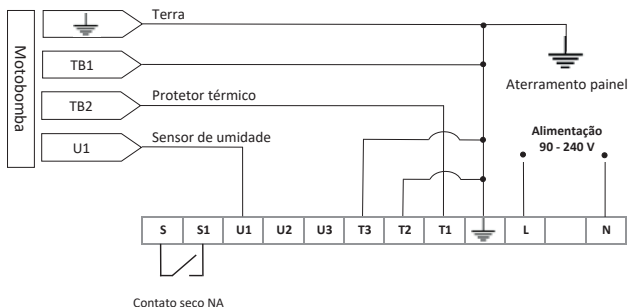 Terra
Motobomba
TB1
Aterramento painel
TB2
Protetor térmico
U1
Sensor de umidade
Alimentação
90 - 240 V
S S1 U1 U2 U3 T3 T2 T1 L N
Contato seco NA